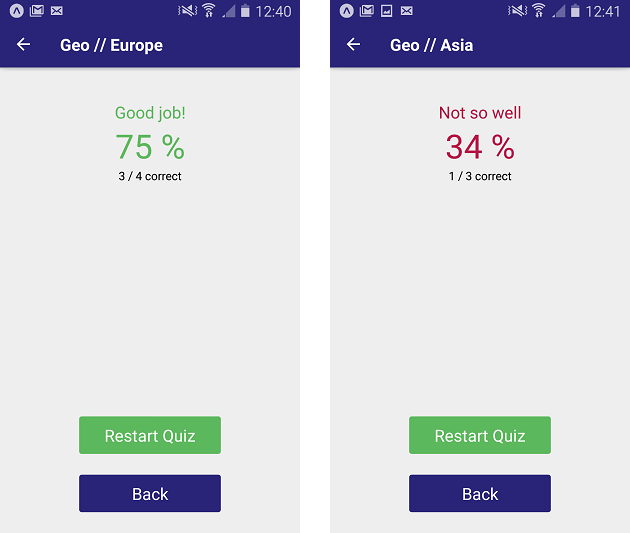 12:40
Geo // Europe
Good job!
75 %
3 / 4 correct
Restart Quiz
Back
12:41
Geo // Asia
Not so well
34 %
1 / 3 correct
Restart Quiz
Back